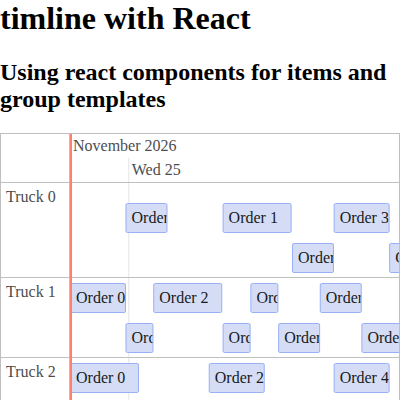 timline with React
Using react components for items and
group templates
November 2026
Wed 25
Truck 0
Order 1
Order 3
Truck 1
Order 0
Order 2
Truck 2
Order 0
Order 2
Order 4